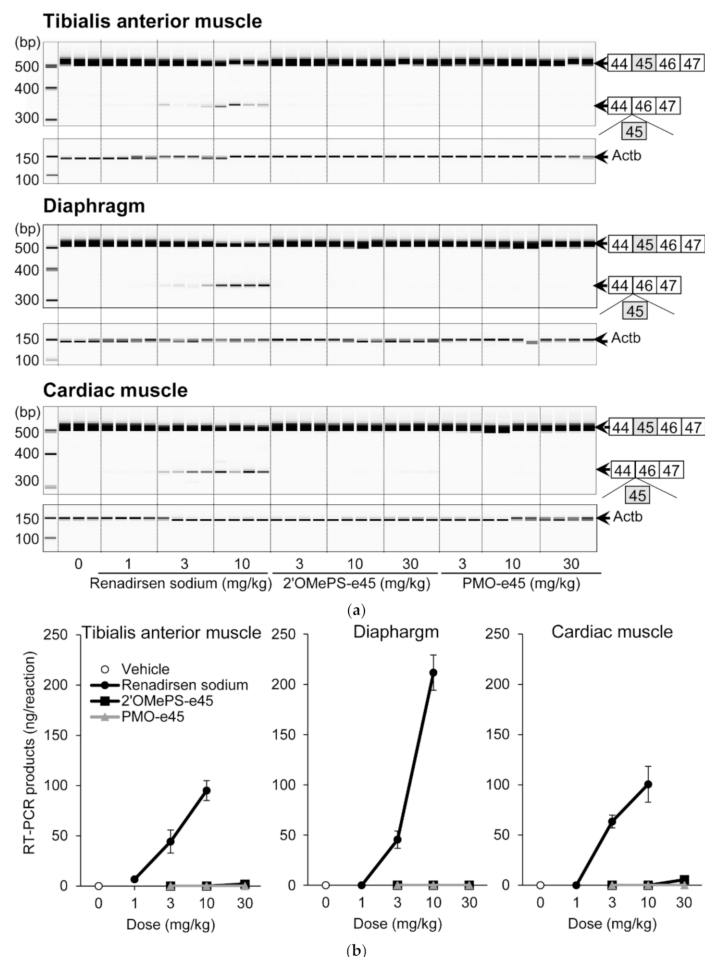 Tibialis anterior muscle
(bp)
500
400
300
44 45 46 47
44 46 47
45
150
100
Actb
Diaphragm
(bp)
500
400
300
44 45 46 47
44 46 47
45
150
100
Actb
Cardiac muscle
(bp)
500
400
300
44 45 46 47
44 46 47
45
150
100
Actb
0 1 3 10 3 10 30 3 10 30
Renadirsen sodium (mg/kg) 2'OMePS-e45 (mg/kg) PMO-e45 (mg/kg)
(a)
Tibialis anterior muscle Diaphargm Cardiac muscle
RT-PCR products (ng/reaction)
250 250 250
200 200 200
150 150 150
100 100 100
50 50 50
0 0 0
Vehicle
Renadirsen sodium
2'OMePS-e45
PMO-e45
0 1 3 10 30 0 1 3 10 30 0 1 3 10 30
Dose (mg/kg) Dose (mg/kg) Dose (mg/kg)
(b)